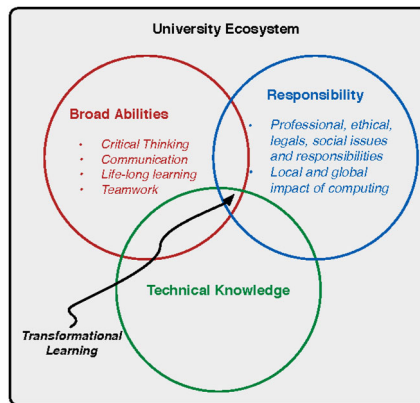 University Ecosystem
Broad Abilities
• Critical Thinking
• Communication
• Life-long learning
• Teamwork
Responsibility
• Professional, ethical,
legals, social issues
and responsibilities
• Local and global
impact of computing
Technical Knowledge
Transformational
Learning